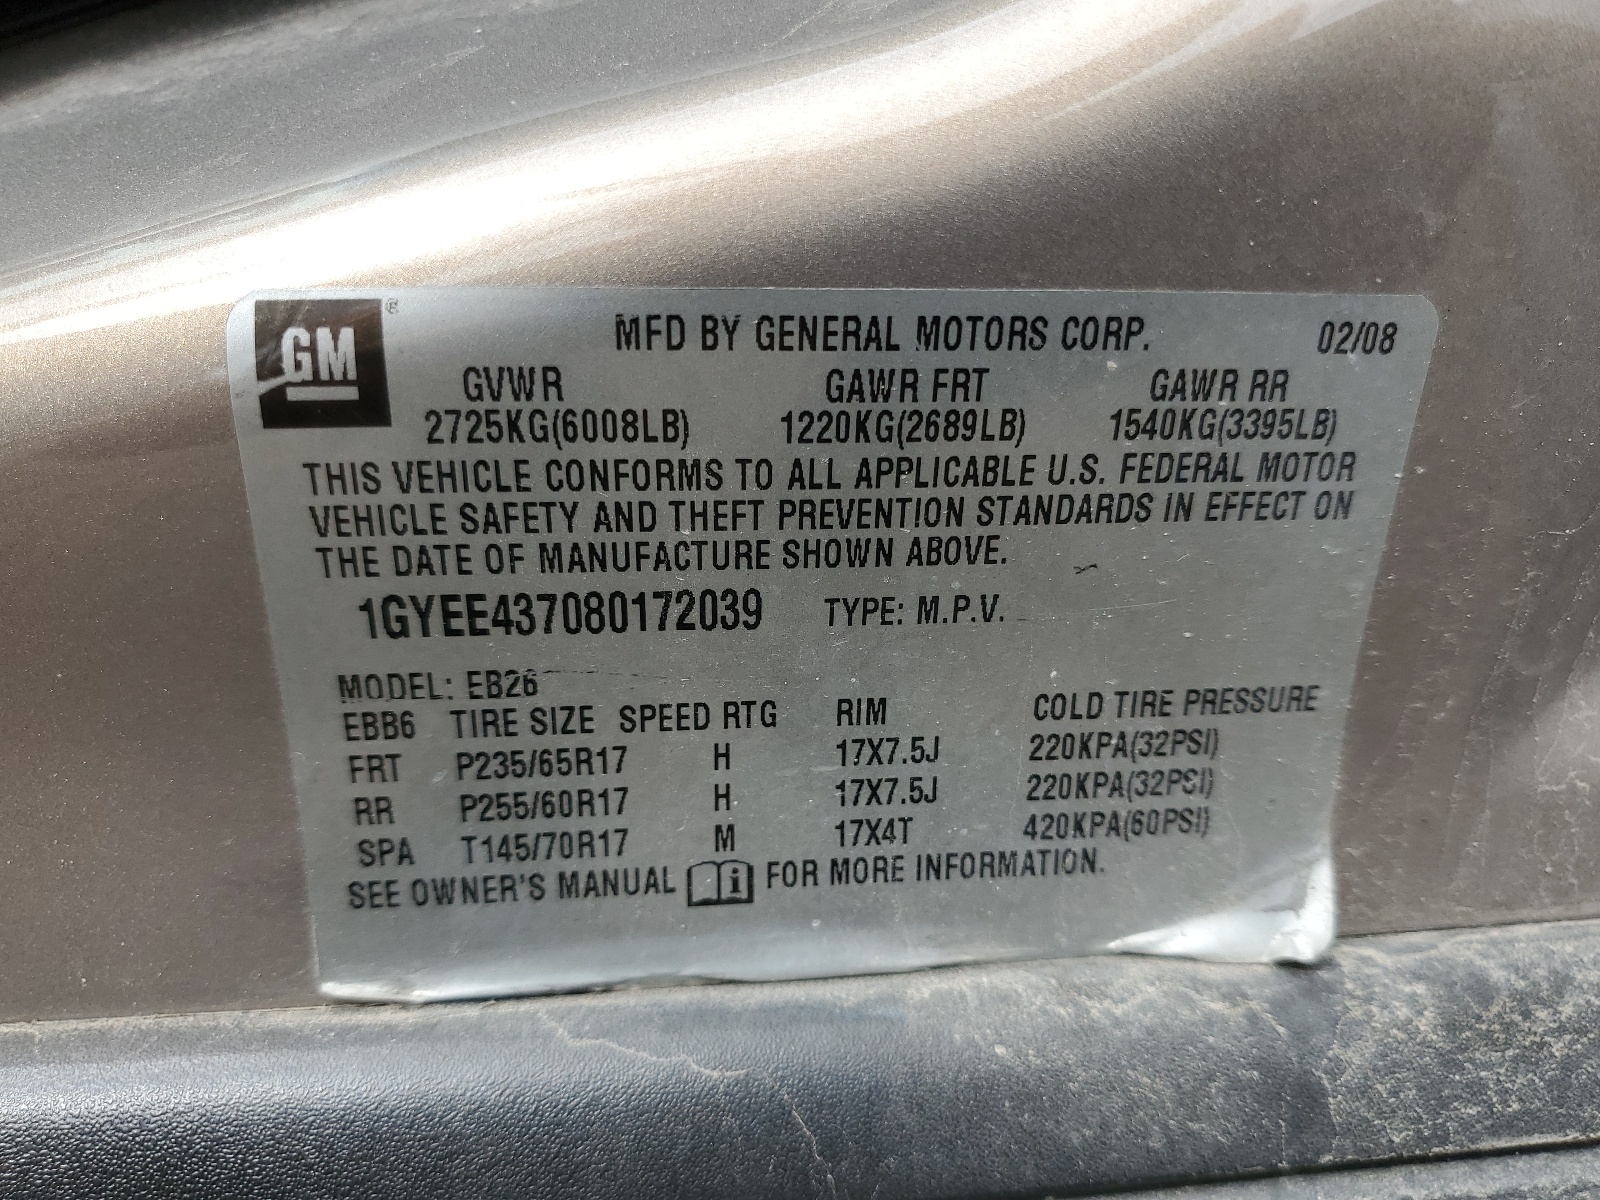 GM ® MFD BY GENERAL MOTORS CORP. 02/08
GVWR GAWR FRT GAWR RR
2725KG(6008LB) 1220KG(2689LB) 1540KG(3395LB)
THIS VEHICLE CONFORMS TO ALL APPLICABLE U.S. FEDERAL MOTOR
VEHICLE SAFETY AND THEFT PREVENTION STANDARDS IN EFFECT ON
THE DATE OF MANUFACTURE SHOWN ABOVE.
1GYEE437080172039 TYPE: M.P.V.
MODEL: EB26
EBB6 TIRE SIZE SPEED RTG RIM COLD TIRE PRESSURE
FRT P235/65R17 H 17X7.5J 220KPA(32PSI)
RR P255/60R17 H 17X7.5J 220KPA(32PSI)
SPA T145/70R17 M 17X4T 420KPA(60PSI)
SEE OWNER'S MANUAL i FOR MORE INFORMATION.